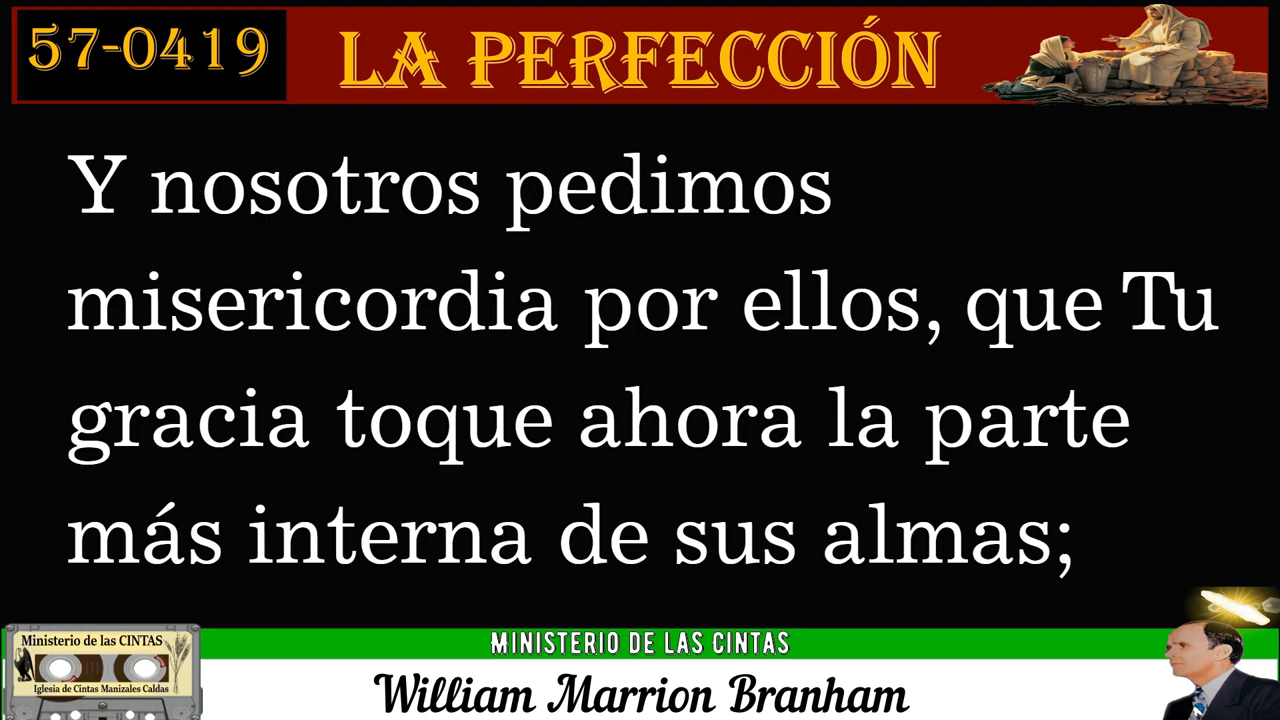 57-0419
LA PERFECCIÓN
Y nosotros pedimos
misericordia por ellos, que Tu
gracia toque ahora la parte
más interna de sus almas;
MINISTERIO DE LAS CINTAS
Ministerio de las CINTAS
Iglesia de Cintas Manizales Caldas
William Marrion Branham